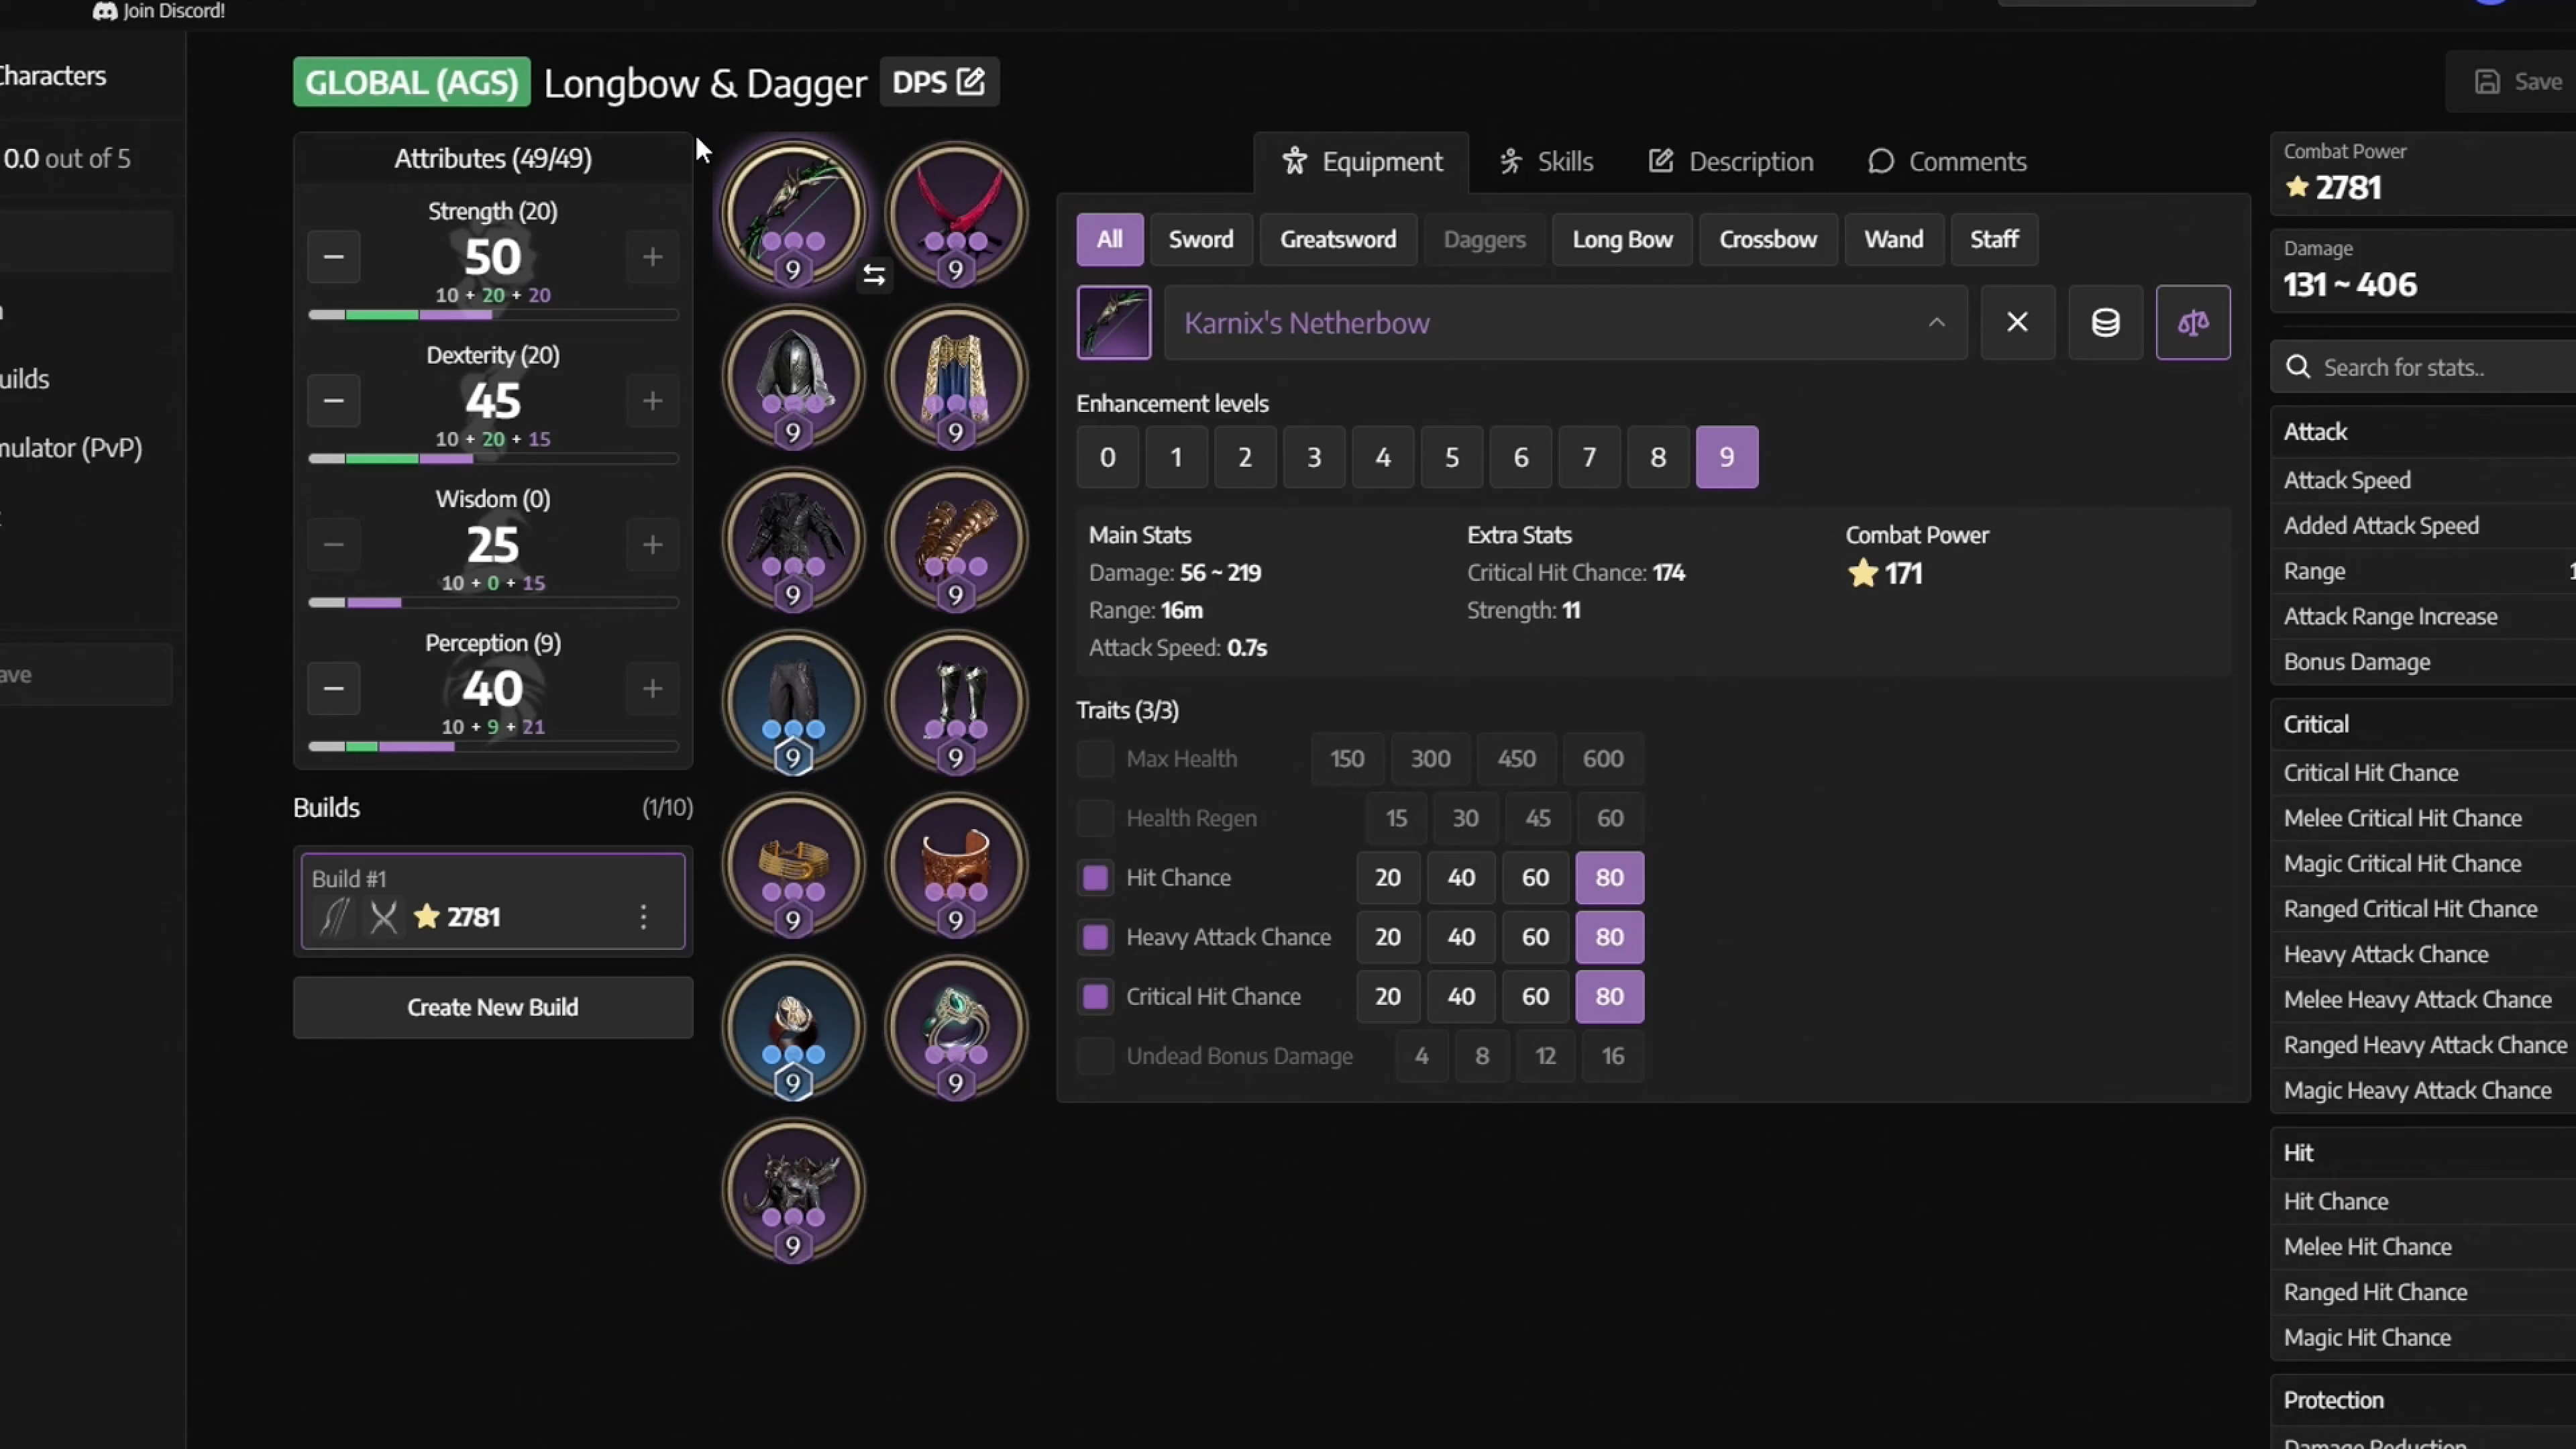 Join Discord!
Characters
0.0 out of 5
uilds
mulator (PvP)
ave
GLOBAL (AGS) Longbow & Dagger DPS
Save
Attributes (49/49)
Strength (20)
50
10 + 20 + 20
Dexterity (20)
45
10 + 20 + 15
Wisdom (0)
25
10 + 0 + 15
Perception (9)
40
10 + 9 + 21
Builds (1/10)
Build #1
2781
Create New Build
9 9
9 9
9 9
9 9
9 9
9 9
9
Equipment Skills Description Comments
All Sword Greatsword Daggers Long Bow Crossbow Wand Staff
Karnix's Netherbow
Enhancement levels
0 1 2 3 4 5 6 7 8 9
Main Stats Extra Stats Combat Power
Damage: 56 ~ 219 Critical Hit Chance: 174 171
Range: 16m Strength: 11
Attack Speed: 0.7s
Traits (3/3)
Max Health 150 300 450 600
Health Regen 15 30 45 60
Hit Chance 20 40 60 80
Heavy Attack Chance 20 40 60 80
Critical Hit Chance 20 40 60 80
Undead Bonus Damage 4 8 12 16
Combat Power
2781
Damage
131 ~ 406
Search for stats..
Attack
Attack Speed
Added Attack Speed
Range 1
Attack Range Increase
Bonus Damage
Critical
Critical Hit Chance
Melee Critical Hit Chance
Magic Critical Hit Chance
Ranged Critical Hit Chance
Heavy Attack Chance
Melee Heavy Attack Chance
Ranged Heavy Attack Chance
Magic Heavy Attack Chance
Hit
Hit Chance
Melee Hit Chance
Ranged Hit Chance
Magic Hit Chance
Protection
Damage Reduction